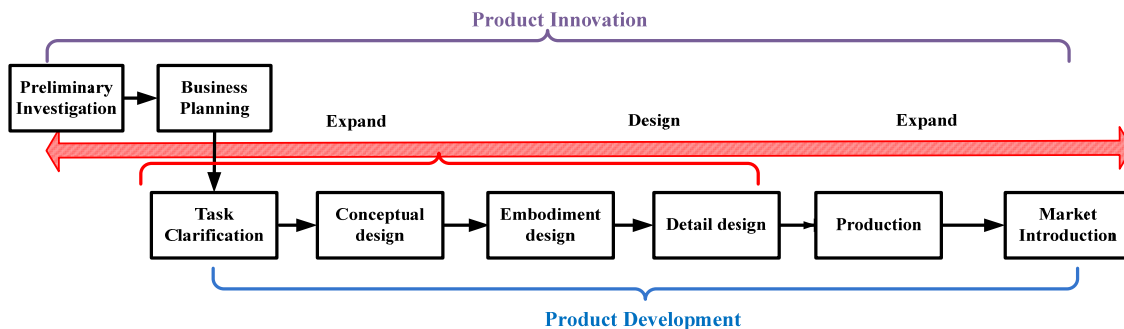 Product Innovation
Preliminary
Investigation
Business
Planning
Expand
Design
Expand
Task
Clarification
Conceptual
design
Embodiment
design
Detail design
Production
Market
Introduction
Product Development